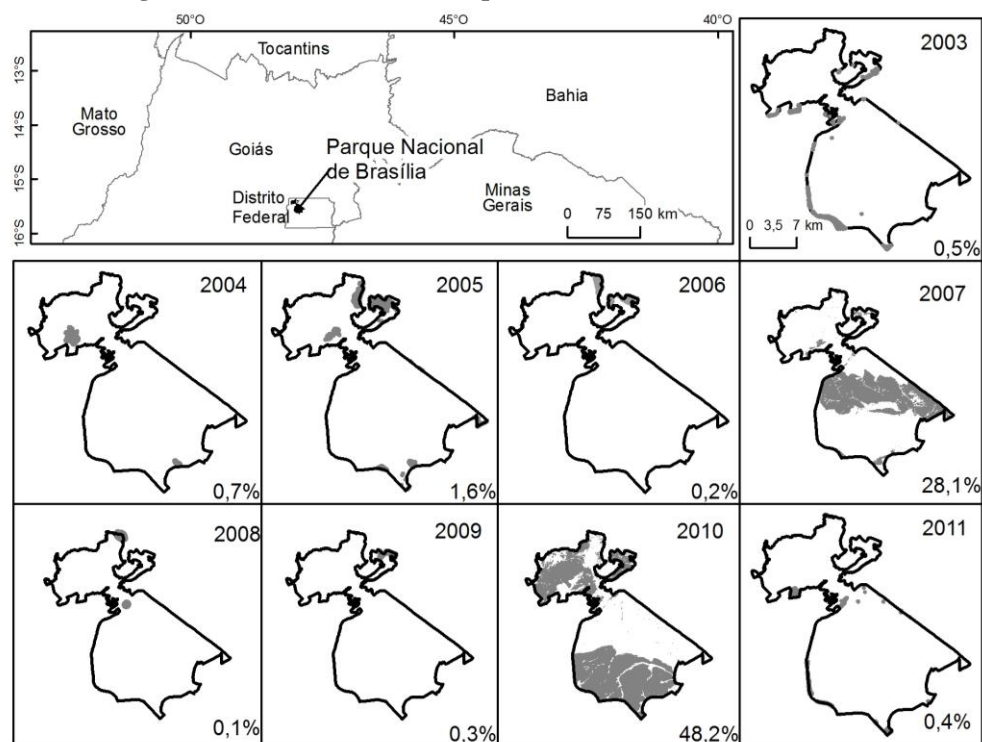 50°O 45°O 40°O
13°S
14°S
15°S
16°S
Tocantins
Mato
Grosso
Bahia
Goiás
Parque Nacional
de Brasília
Distrito
Federal
Minas
Gerais
0 75 150 km
2003
0 3,5 7 km
0,5%
2004
0,7%
2005
1,6%
2006
0,2%
2007
28,1%
2008
0,1%
2009
0,3%
2010
48,2%
2011
0,4%